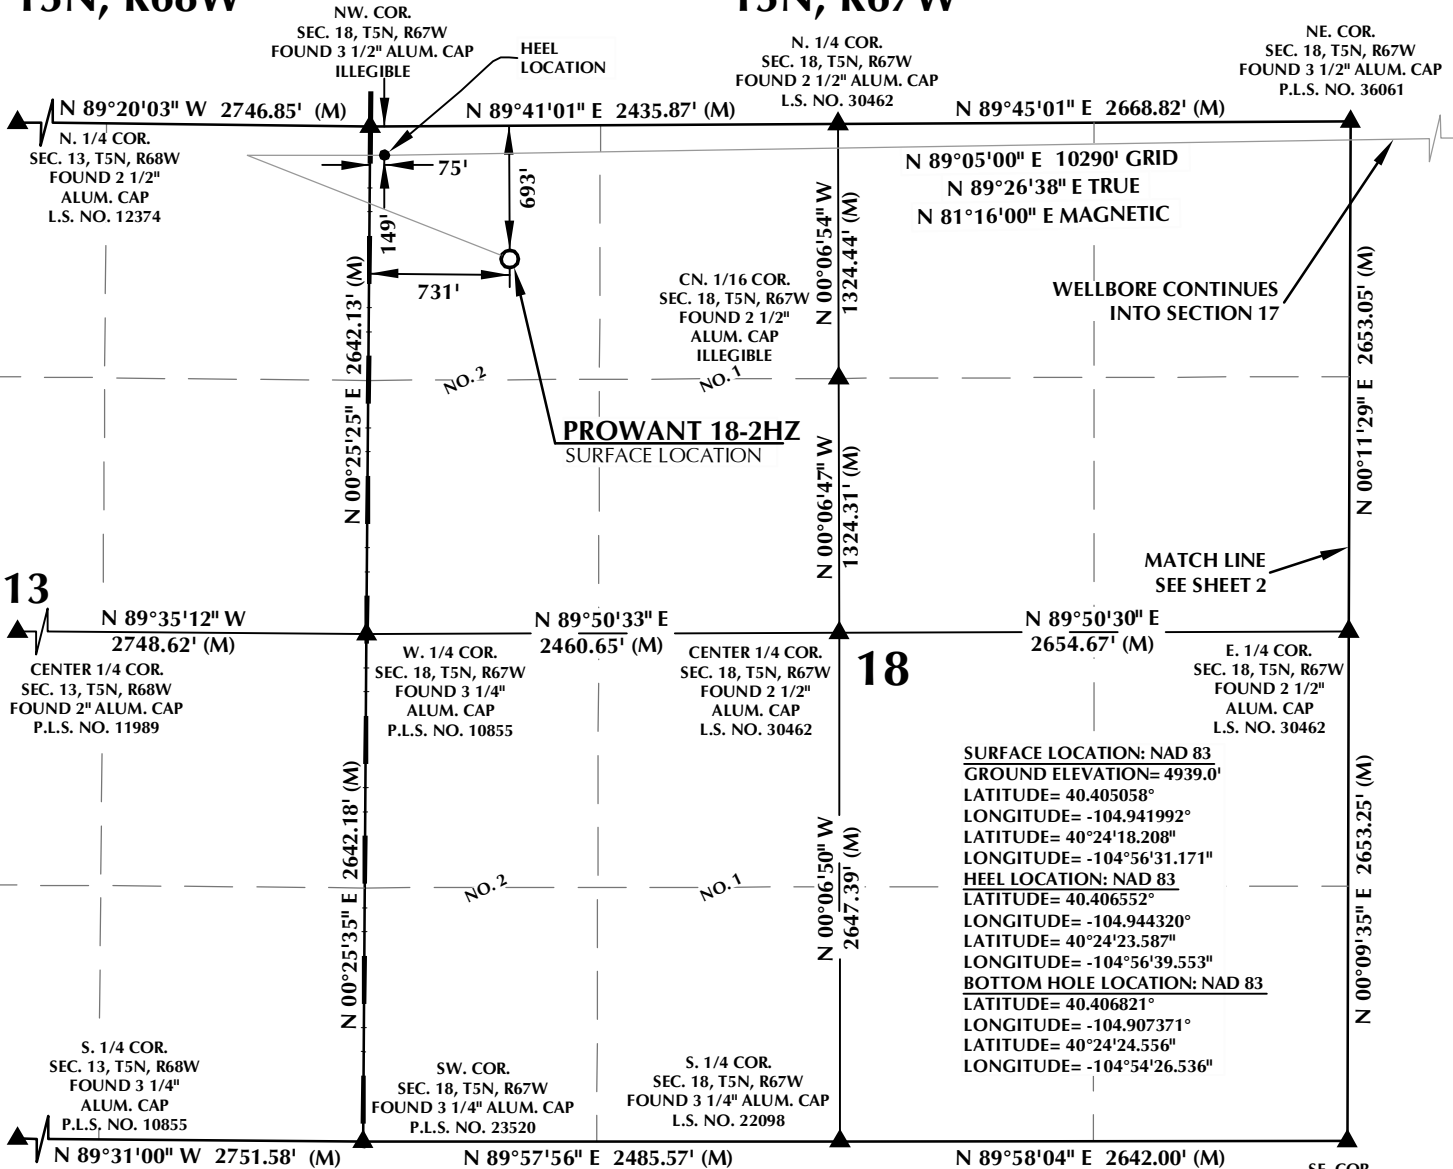 T5N, R68W
T5N, R67W
NW. COR.
SEC. 18, T5N, R67W
FOUND 3 1/2" ALUM. CAP
ILLEGIBLE
HEEL
LOCATION
N. 1/4 COR.
SEC. 18, T5N, R67W
FOUND 2 1/2" ALUM. CAP
L.S. NO. 30462
NE. COR.
SEC. 18, T5N, R67W
FOUND 3 1/2" ALUM. CAP
P.L.S. NO. 36061
N 89°20'03" W 2746.85' (M)
N 89°41'01" E 2435.87' (M)
N 89°45'01" E 2668.82' (M)
N. 1/4 COR.
SEC. 13, T5N, R68W
FOUND 2 1/2"
ALUM. CAP
L.S. NO. 12374
75'
149'
693'
731'
N 89°05'00" E 10290' GRID
N 89°26'38" E TRUE
N 81°16'00" E MAGNETIC
N 00°06'54" W
1324.44' (M)
CN. 1/16 COR.
SEC. 18, T5N, R67W
FOUND 2 1/2"
ALUM. CAP
ILLEGIBLE
WELLBORE CONTINUES
INTO SECTION 17
N 00°25'25" E 2642.13' (M)
N 00°11'29" E 2653.05' (M)
NO. 2
NO. 1
PROWANT 18-2HZ
SURFACE LOCATION
N 00°06'47" W
1324.31' (M)
MATCH LINE
SEE SHEET 2
13
N 89°35'12" W
2748.62' (M)
N 89°50'33" E
2460.65' (M)
N 89°50'30" E
2654.67' (M)
CENTER 1/4 COR.
SEC. 13, T5N, R68W
FOUND 2" ALUM. CAP
P.L.S. NO. 11989
W. 1/4 COR.
SEC. 18, T5N, R67W
FOUND 3 1/4"
ALUM. CAP
P.L.S. NO. 10855
CENTER 1/4 COR.
SEC. 18, T5N, R67W
FOUND 2 1/2"
ALUM. CAP
L.S. NO. 30462
18
E. 1/4 COR.
SEC. 18, T5N, R67W
FOUND 2 1/2"
ALUM. CAP
L.S. NO. 30462
SURFACE LOCATION: NAD 83
GROUND ELEVATION= 4939.0'
LATITUDE= 40.405058°
LONGITUDE= -104.941992°
LATITUDE= 40°24'18.208"
LONGITUDE= -104°56'31.171"
HEEL LOCATION: NAD 83
LATITUDE= 40.406552°
LONGITUDE= -104.944320°
LATITUDE= 40°24'23.587"
LONGITUDE= -104°56'39.553"
BOTTOM HOLE LOCATION: NAD 83
LATITUDE= 40.406821°
LONGITUDE= -104.907371°
LATITUDE= 40°24'24.556"
LONGITUDE= -104°54'26.536"
N 00°25'35" E 2642.18' (M)
NO. 2
NO. 1
N 00°06'50" W
2647.39' (M)
N 00°09'35" E 2653.25' (M)
S. 1/4 COR.
SEC. 13, T5N, R68W
FOUND 3 1/4"
ALUM. CAP
P.L.S. NO. 10855
SW. COR.
SEC. 18, T5N, R67W
FOUND 3 1/4" ALUM. CAP
P.L.S. NO. 23520
S. 1/4 COR.
SEC. 18, T5N, R67W
FOUND 3 1/4" ALUM. CAP
L.S. NO. 22098
N 89°31'00" W 2751.58' (M)
N 89°57'56" E 2485.57' (M)
N 89°58'04" E 2642.00' (M)
SE. COR.